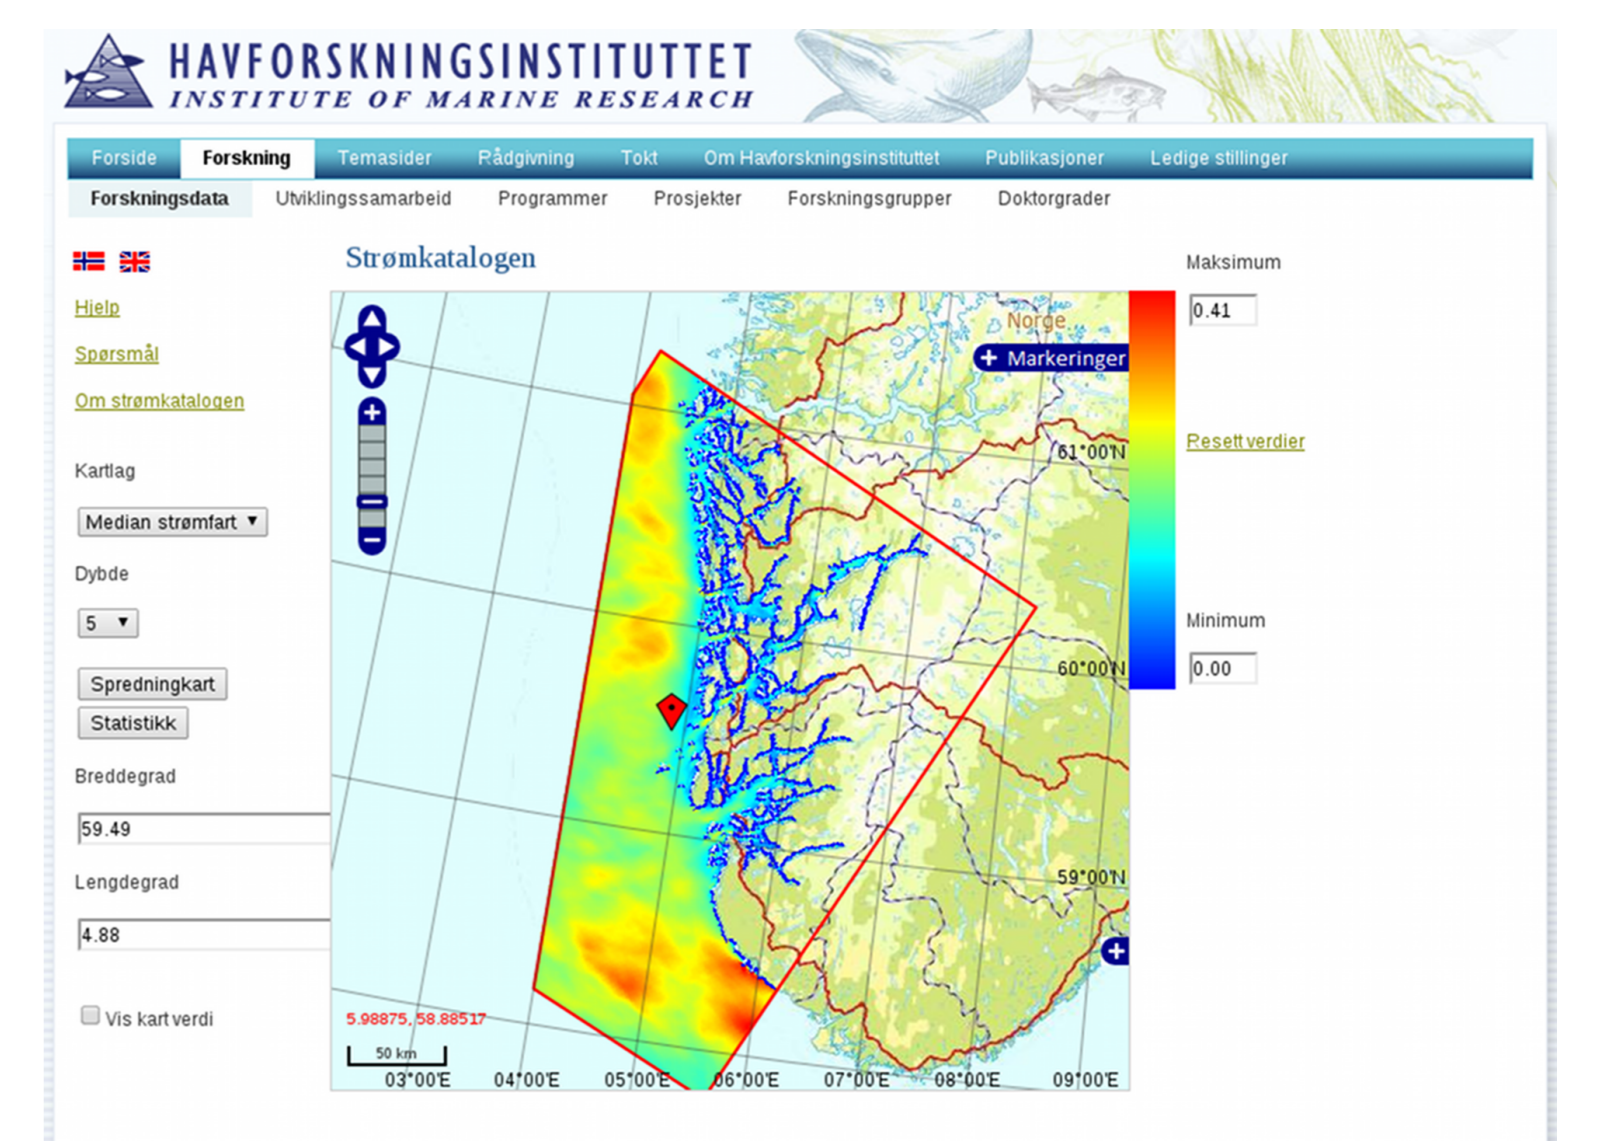 HAVFORSKNINGSINSTITUTTET
INSTITUTE OF MARINE RESEARCH
Forside Forskning Temasider Rådgivning Tokt Om Havforskningsinstituttet Publikasjoner Ledige stillinger
Forskningsdata Utviklingssamarbeid Programmer Prosjekter Forskningsgrupper Doktorgrader
Strømkatalogen
Hjelp
Spørsmål
Om strømkatalogen
Kartlag
Median strømfart
Dybde
5
Spredningkart
Statistikk
Breddegrad
59.49
Lengdegrad
4.88
Vis kart verdi
Norge
+ Markeringer
61°00'N
60°00'N
59°00'N
5.98875, 58.88517
50 km
03°00'E 04°00'E 05°00'E 06°00'E 07°00'E 08°00'E 09°00'E
Maksimum
0.41
Resett verdier
Minimum
0.00